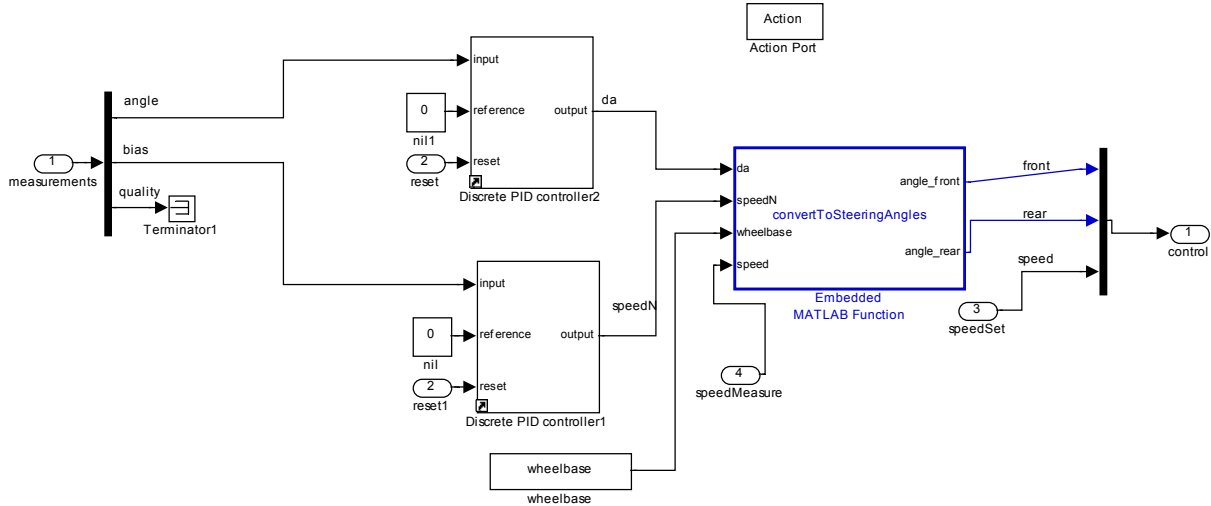 Action
Action Port
input
reference
reset
output
0
nil1
2
reset
Discrete PID controller2
da
angle
bias
quality
1
measurements
Terminator1
da
speedN
wheelbase
speed
convertToSteeringAngles
angle_front
angle_rear
Embedded
MATLAB Function
front
rear
speed
1
control
3
speedSet
input
reference
reset
output
0
nil
2
reset1
Discrete PID controller1
speedN
4
speedMeasure
wheelbase
wheelbase